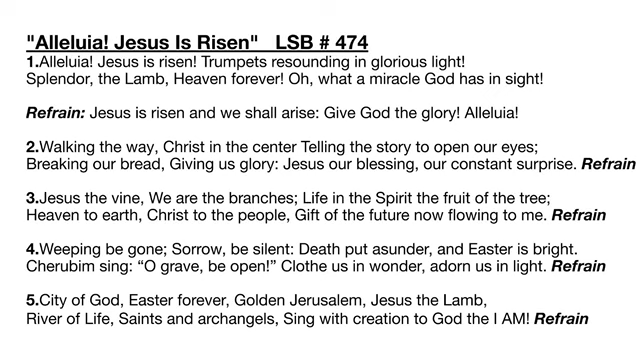 "Alleluia! Jesus Is Risen"   LSB # 474
1.Alleluia! Jesus is risen! Trumpets resounding in glorious light!
Splendor, the Lamb, Heaven forever! Oh, what a miracle God has in sight!
Refrain: Jesus is risen and we shall arise: Give God the glory! Alleluia!
2.Walking the way, Christ in the center Telling the story to open our eyes;
Breaking our bread, Giving us glory: Jesus our blessing, our constant surprise. Refrain
3.Jesus the vine, We are the branches; Life in the Spirit the fruit of the tree;
Heaven to earth, Christ to the people, Gift of the future now flowing to me. Refrain
4.Weeping be gone; Sorrow, be silent: Death put asunder, and Easter is bright.
Cherubim sing: “O grave, be open!” Clothe us in wonder, adorn us in light. Refrain
5.City of God, Easter forever, Golden Jerusalem, Jesus the Lamb,
River of Life, Saints and archangels, Sing with creation to God the I AM! Refrain